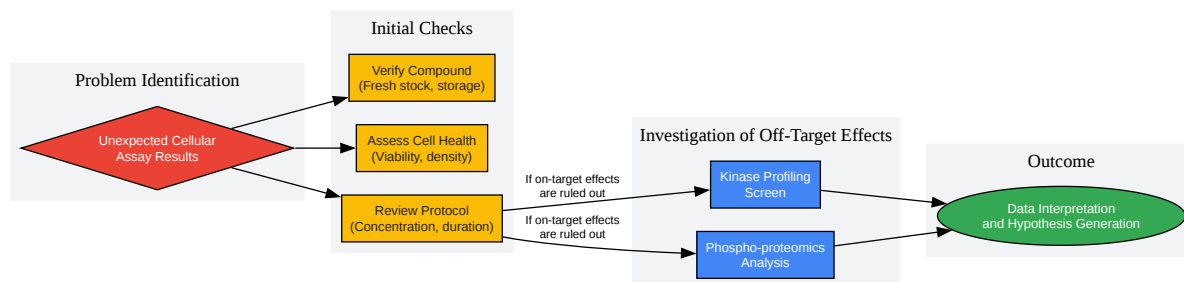 Problem Identification
Unexpected Cellular
Assay Results
Initial Checks
Verify Compound
(Fresh stock, storage)
Assess Cell Health
(Viability, density)
Review Protocol
(Concentration, duration)
If on-target effects
are ruled out
If on-target effects
are ruled out
Investigation of Off-Target Effects
Kinase Profiling
Screen
Phospho-proteomics
Analysis
Outcome
Data Interpretation
and Hypothesis Generation